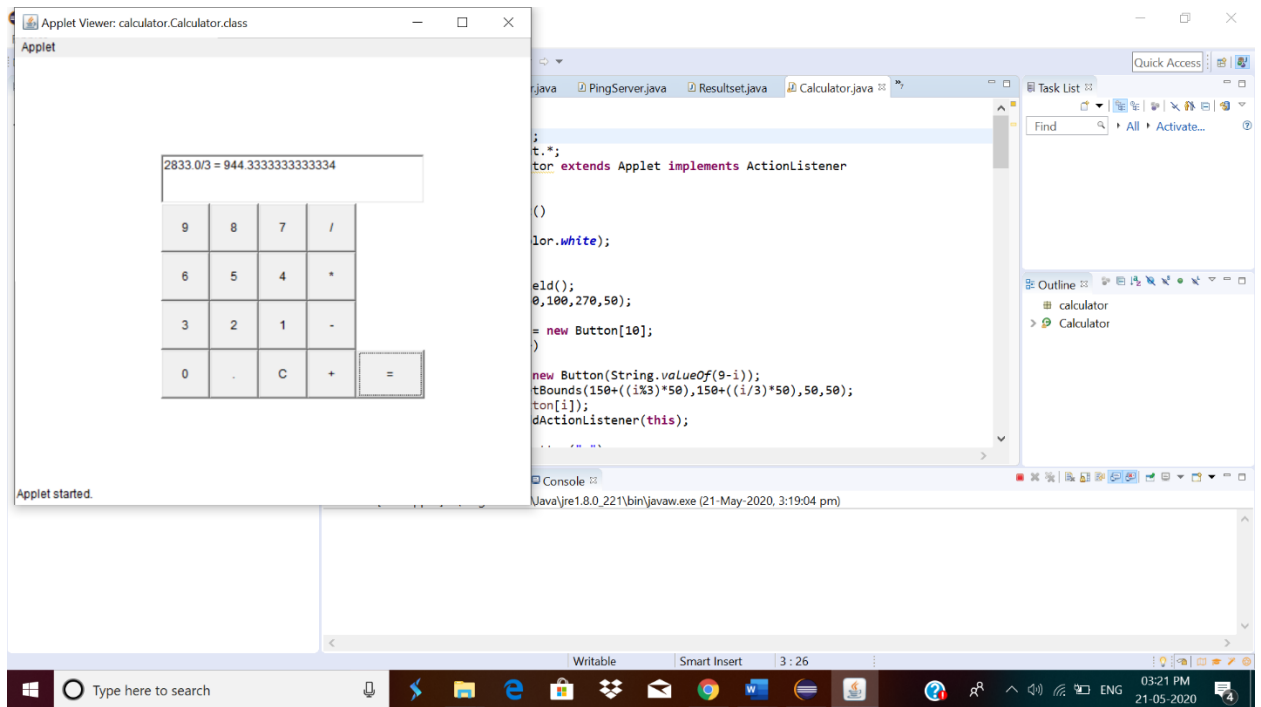 Applet Viewer: calculator.Calculator.class
Applet
2833.0/3 = 944.3333333333334
9 8 7 /
6 5 4 *
3 2 1 -
0 . C + =
Applet started.
Quick Access
r.java PingServer.java Resultset.java Calculator.java
;
t.*;
tor extends Applet implements ActionListener
()
lor.white);
eld();
0,100,270,50);
= new Button[10];
)
new Button(String.valueOf(9-i));
tBounds(150+((i%3)*50),150+((i/3)*50),50,50);
ton[i]);
dActionListener(this);
Task List
Find All Activate...
Outline
calculator
Calculator
Console
\Java\jre1.8.0_221\bin\javaw.exe (21-May-2020, 3:19:04 pm)
Writable Smart Insert 3 : 26
Type here to search
ENG
03:21 PM
21-05-2020
4